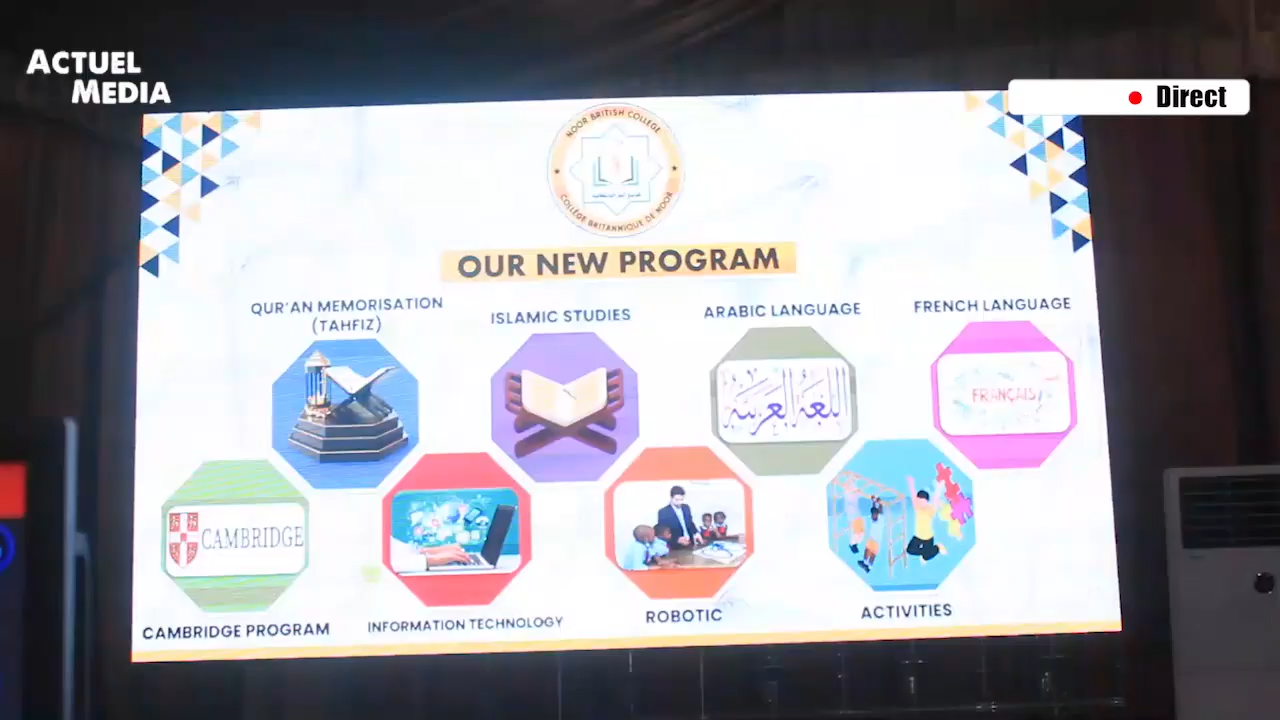 ACTUEL
MEDIA
Direct
NOOR BRITISH COLLEGE
COLLÈGE BRITANNIQUE DE NOOR
OUR NEW PROGRAM
QUR'AN MEMORISATION
(TAHFIZ)
ISLAMIC STUDIES
ARABIC LANGUAGE
FRENCH LANGUAGE
اللغة العربية
FRANÇAIS
CAMBRIDGE
CAMBRIDGE PROGRAM
INFORMATION TECHNOLOGY
ROBOTIC
ACTIVITIES